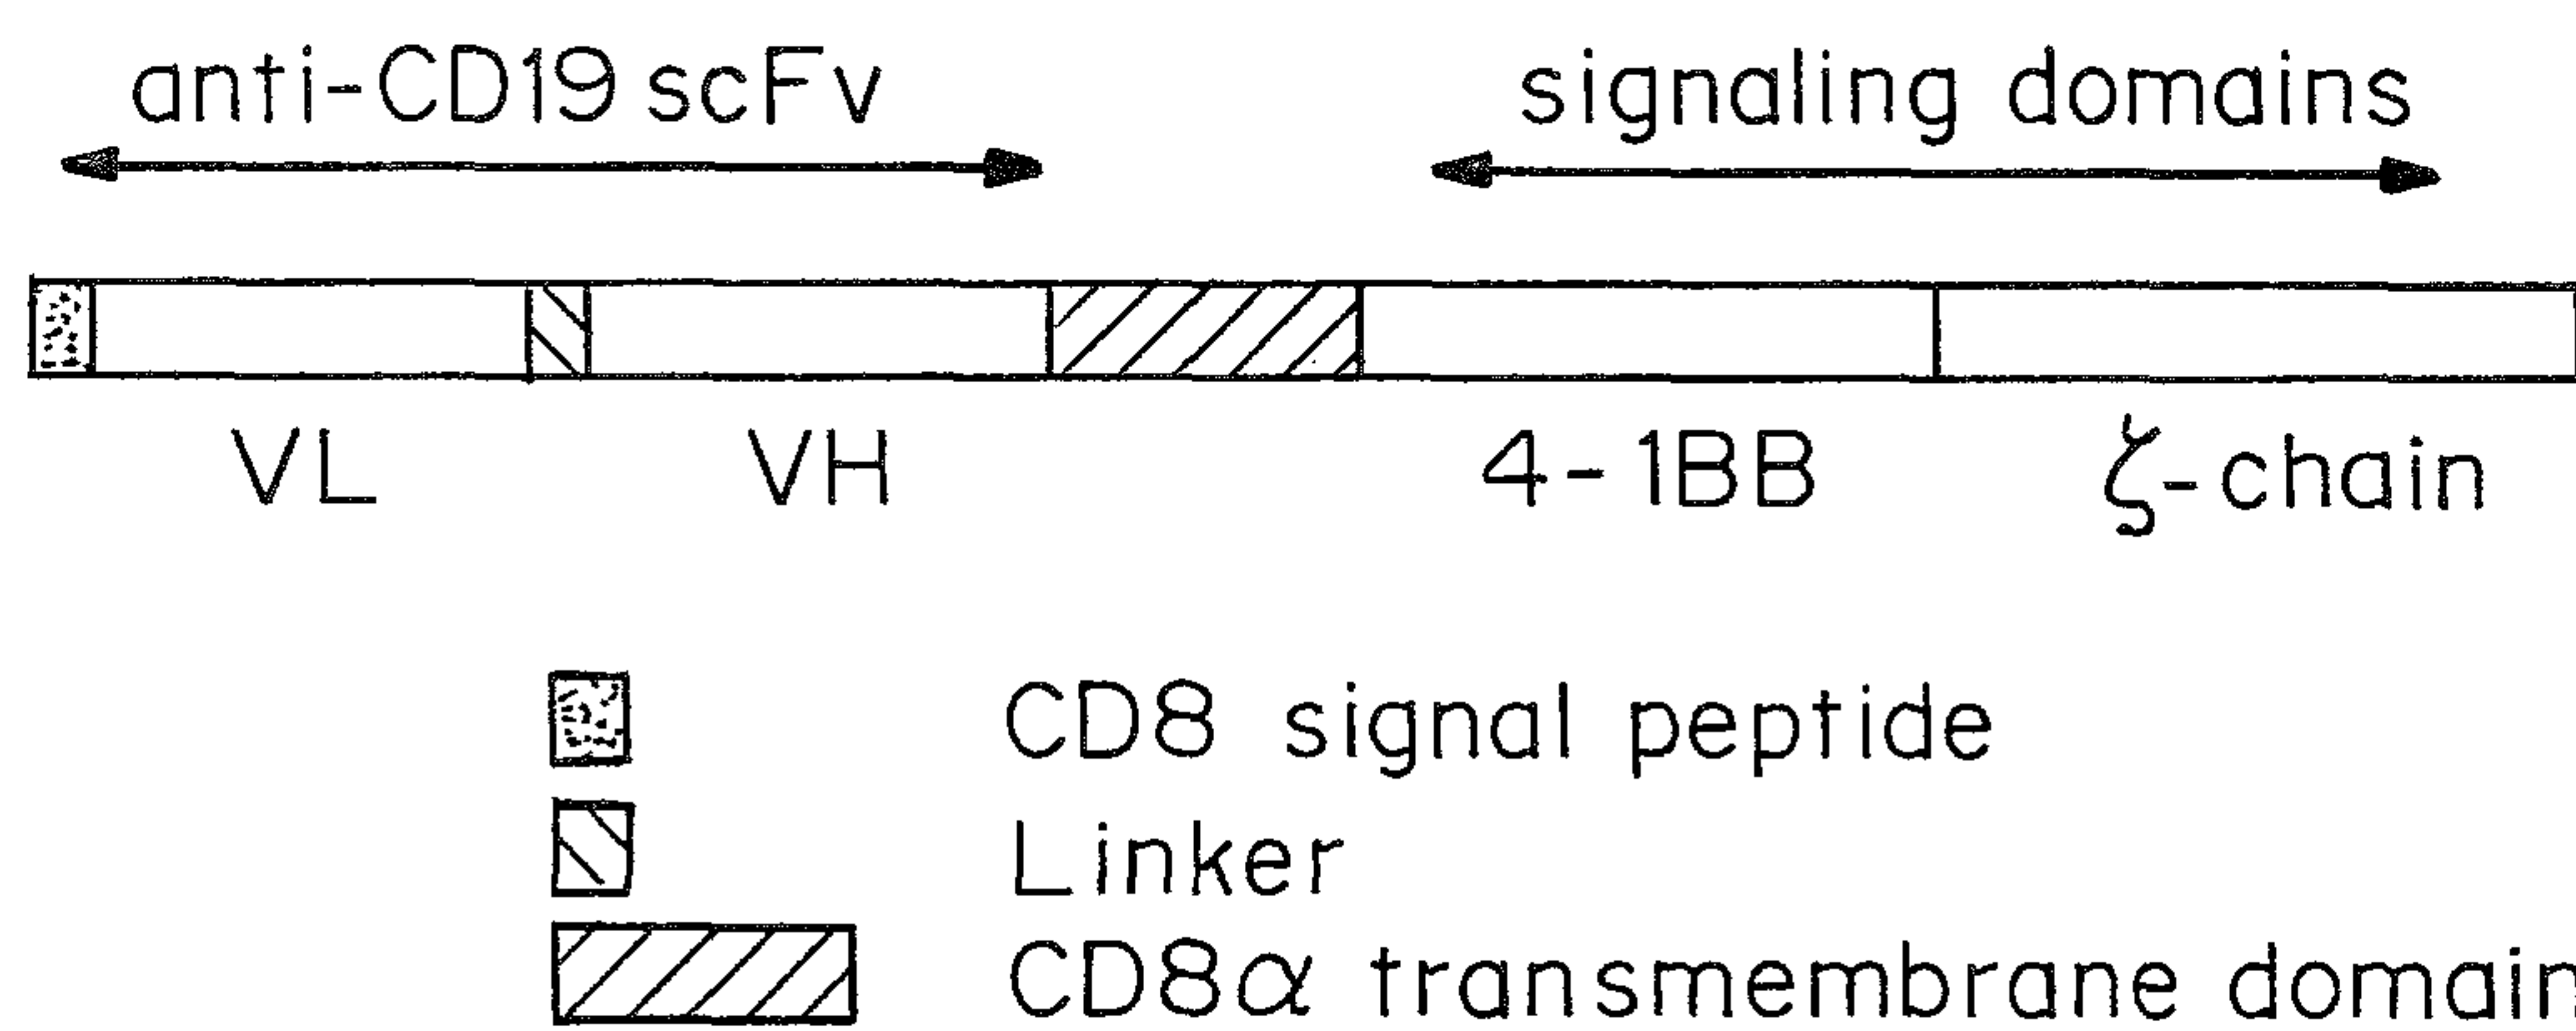 anti-CD19 scFv signaling domains
VL VH 4-1BB ζ-chain
CD8 signal peptide
Linker
CD8α transmembrane domain